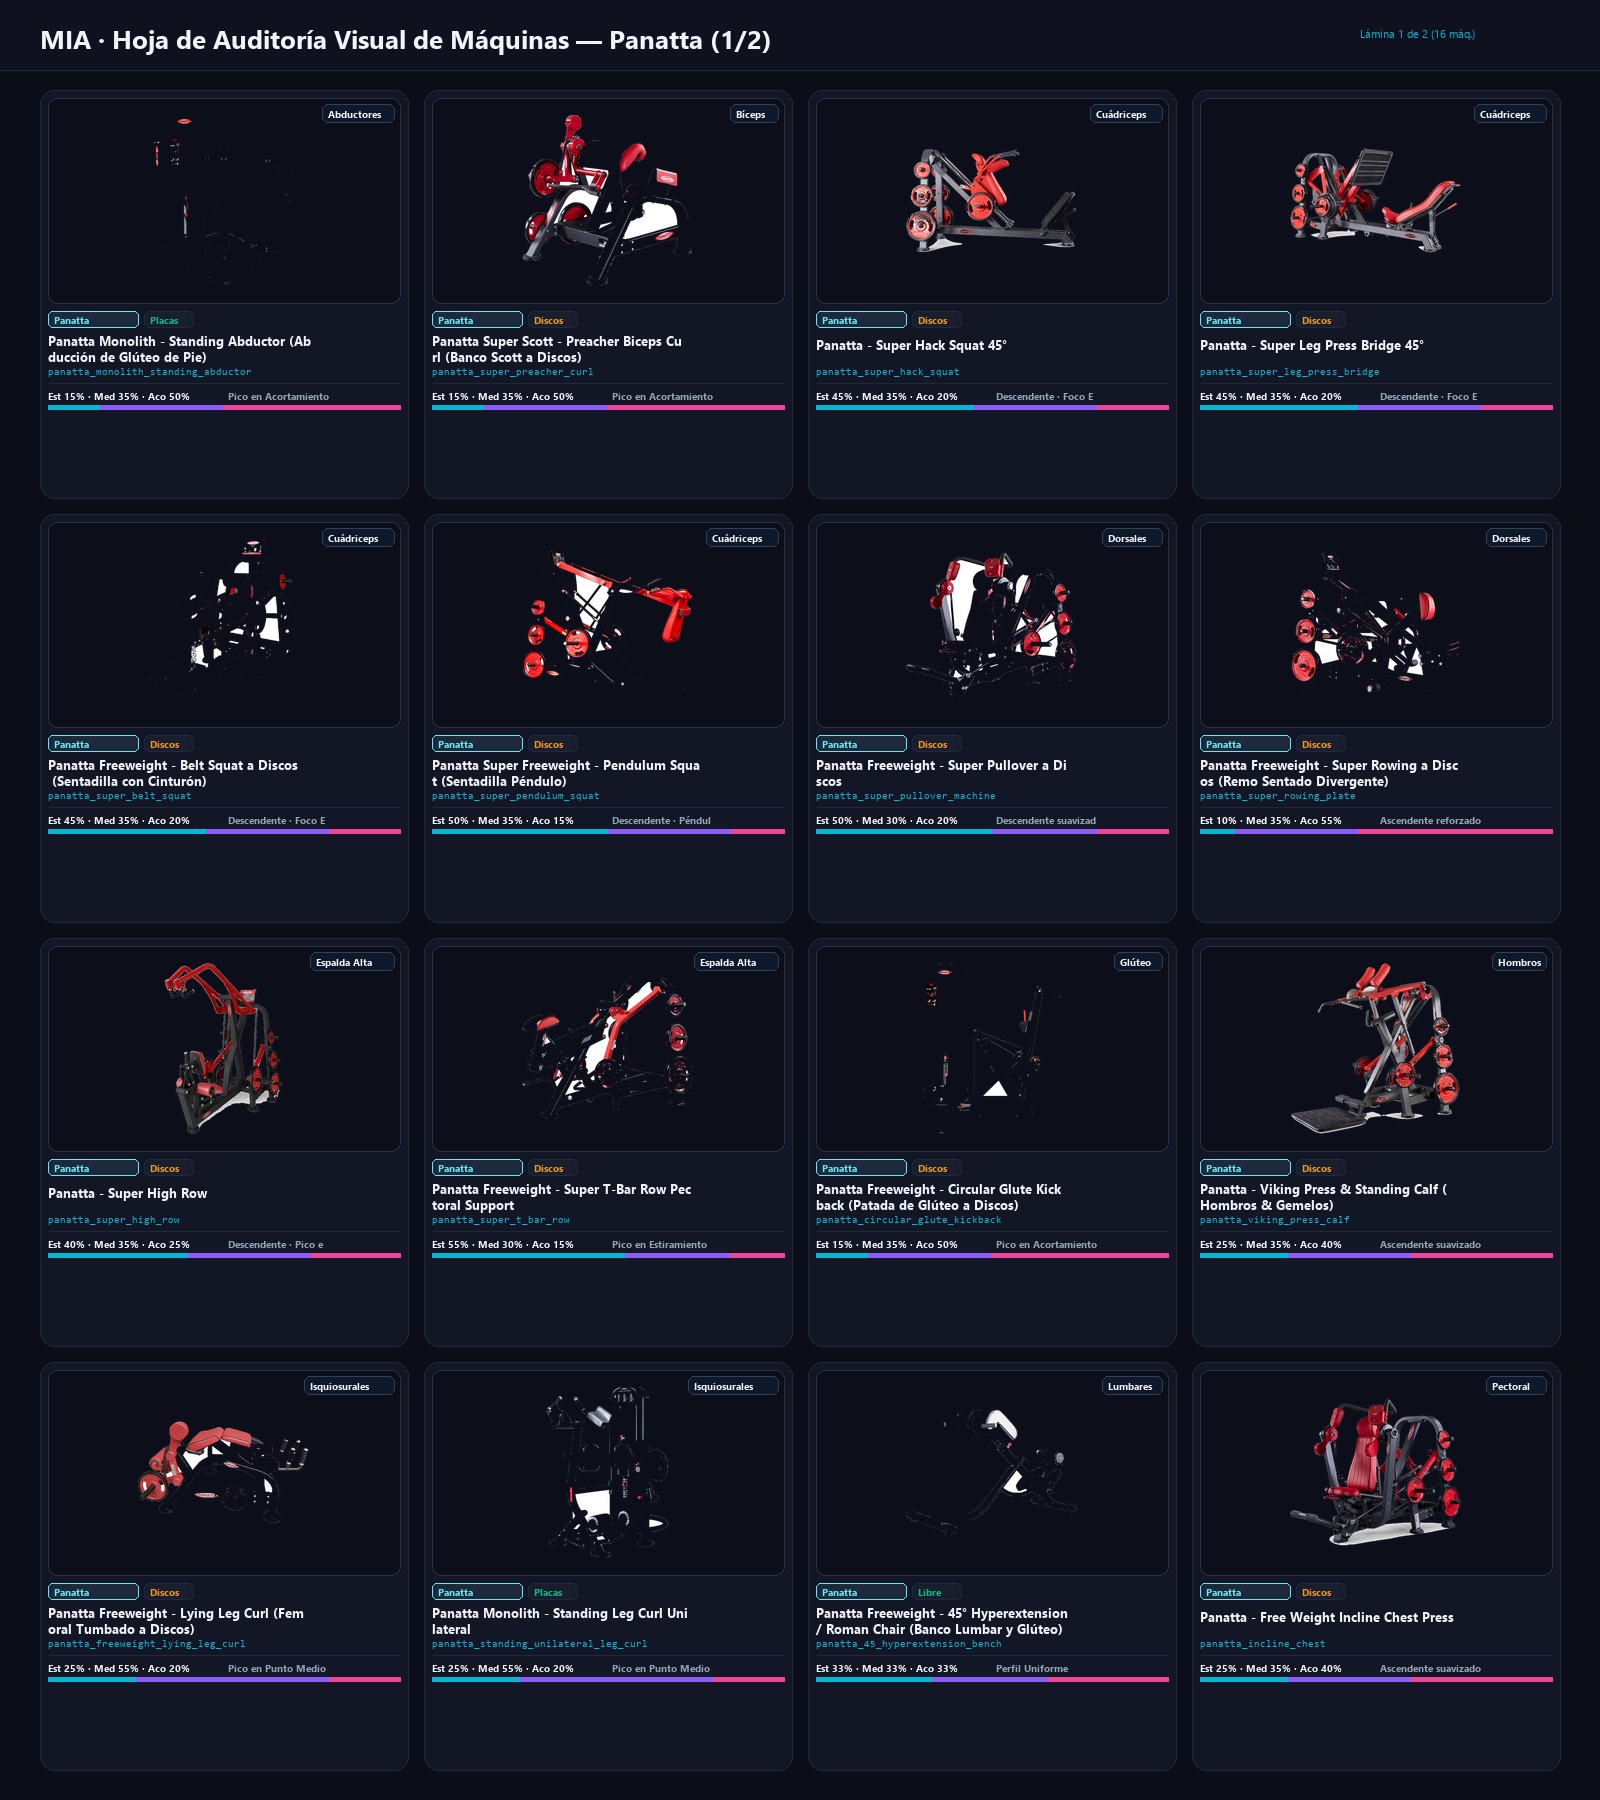 MIA · Hoja de Auditoría Visual de Máquinas — Panatta (1/2)
Lámina 1 de 2 (16 máq.)
Abductores
Panatta Placas
Panatta Monolith - Standing Abductor (Ab
ducción de Glúteo de Pie)
panatta_monolith_standing_abductor
Est 15% · Med 35% · Aco 50% Pico en Acortamiento
Bíceps
Panatta Discos
Panatta Super Scott - Preacher Biceps Cu
rl (Banco Scott a Discos)
panatta_super_preacher_curl
Est 15% · Med 35% · Aco 50% Pico en Acortamiento
Cuádriceps
Panatta Discos
Panatta - Super Hack Squat 45°
panatta_super_hack_squat
Est 45% · Med 35% · Aco 20% Descendente · Foco E
Cuádriceps
Panatta Discos
Panatta - Super Leg Press Bridge 45°
panatta_super_leg_press_bridge
Est 45% · Med 35% · Aco 20% Descendente · Foco E
Cuádriceps
Panatta Discos
Panatta Freeweight - Belt Squat a Discos
(Sentadilla con Cinturón)
panatta_super_belt_squat
Est 45% · Med 35% · Aco 20% Descendente · Foco E
Cuádriceps
Panatta Discos
Panatta Super Freeweight - Pendulum Squa
t (Sentadilla Péndulo)
panatta_super_pendulum_squat
Est 50% · Med 35% · Aco 15% Descendente · Péndul
Dorsales
Panatta Discos
Panatta Freeweight - Super Pullover a Di
scos
panatta_super_pullover_machine
Est 50% · Med 30% · Aco 20% Descendente suavizad
Dorsales
Panatta Discos
Panatta Freeweight - Super Rowing a Disc
os (Remo Sentado Divergente)
panatta_super_rowing_plate
Est 10% · Med 35% · Aco 55% Ascendente reforzado
Espalda Alta
Panatta Discos
Panatta - Super High Row
panatta_super_high_row
Est 40% · Med 35% · Aco 25% Descendente · Pico e
Espalda Alta
Panatta Discos
Panatta Freeweight - Super T-Bar Row Pec
toral Support
panatta_super_t_bar_row
Est 55% · Med 30% · Aco 15% Pico en Estiramiento
Glúteo
Panatta Discos
Panatta Freeweight - Circular Glute Kick
back (Patada de Glúteo a Discos)
panatta_circular_glute_kickback
Est 15% · Med 35% · Aco 50% Pico en Acortamiento
Hombros
Panatta Discos
Panatta - Viking Press & Standing Calf (
Hombros & Gemelos)
panatta_viking_press_calf
Est 25% · Med 35% · Aco 40% Ascendente suavizado
Isquiosurales
Panatta Discos
Panatta Freeweight - Lying Leg Curl (Fem
oral Tumbado a Discos)
panatta_freeweight_lying_leg_curl
Est 25% · Med 55% · Aco 20% Pico en Punto Medio
Isquiosurales
Panatta Placas
Panatta Monolith - Standing Leg Curl Uni
lateral
panatta_standing_unilateral_leg_curl
Est 25% · Med 55% · Aco 20% Pico en Punto Medio
Lumbares
Panatta Libre
Panatta Freeweight - 45° Hyperextension
/ Roman Chair (Banco Lumbar y Glúteo)
panatta_45_hyperextension_bench
Est 33% · Med 33% · Aco 33% Perfil Uniforme
Pectoral
Panatta Discos
Panatta - Free Weight Incline Chest Press
panatta_incline_chest
Est 25% · Med 35% · Aco 40% Ascendente suavizado